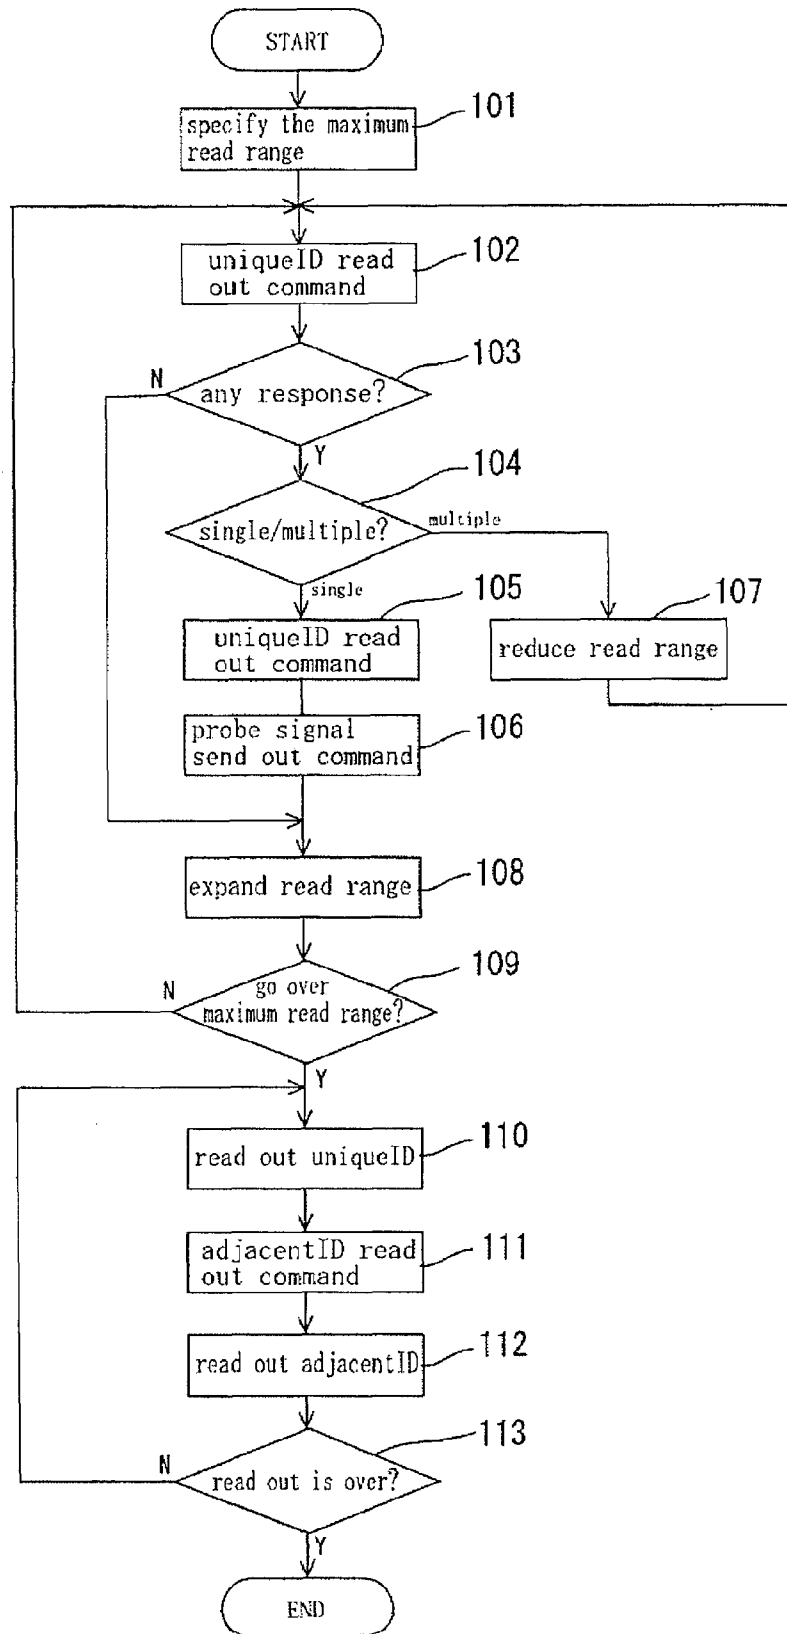 START
101
specify the maximum
read range
102
uniqueID read
out command
103
N
any response?
Y
104
single/multiple?
multiple
single
105
107
uniqueID read
out command
reduce read range
106
probe signal
send out command
108
expand read range
109
N
go over
maximum read range?
Y
110
read out uniqueID
111
adjacentID read
out command
112
read out adjacentID
113
N
read out is over?
Y
END